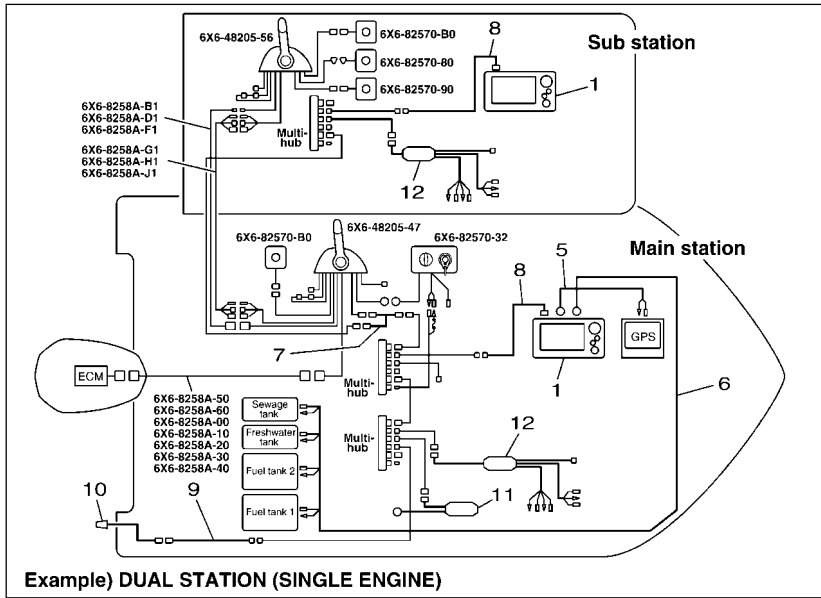 6X6-48205-56
6X6-82570-B0
6X6-82570-80
6X6-82570-90
8
Sub station
1
6X6-8258A-B1
6X6-8258A-D1
6X6-8258A-F1
6X6-8258A-G1
6X6-8258A-H1
6X6-8258A-J1
Multi-
hub
12
6X6-82570-B0
6X6-48205-47
6X6-82570-32
Main station
8
5
GPS
7
1
6
ECM
Multi-
hub
6X6-8258A-50
6X6-8258A-60
6X6-8258A-00
6X6-8258A-10
6X6-8258A-20
6X6-8258A-30
6X6-8258A-40
Sewage
tank
Freshwater
tank
Fuel tank 2
Fuel tank 1
Multi-
hub
12
11
10
9
Example) DUAL STATION (SINGLE ENGINE)